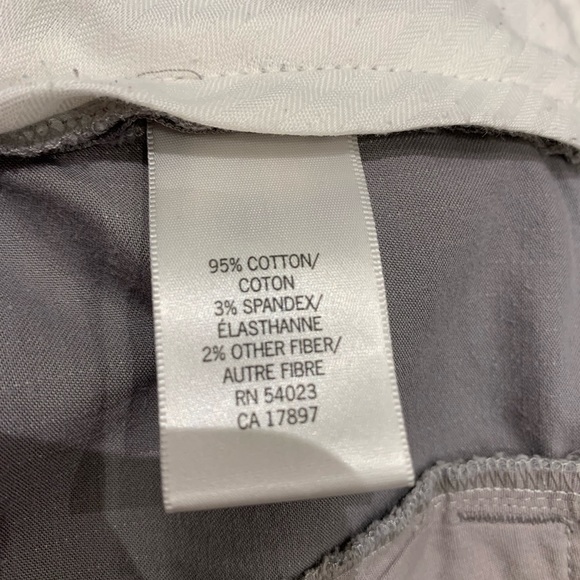 95% COTTON/
COTON
3% SPANDEX/
ÉLASTHANNE
2% OTHER FIBER/
AUTRE FIBRE
RN 54023
CA 17897